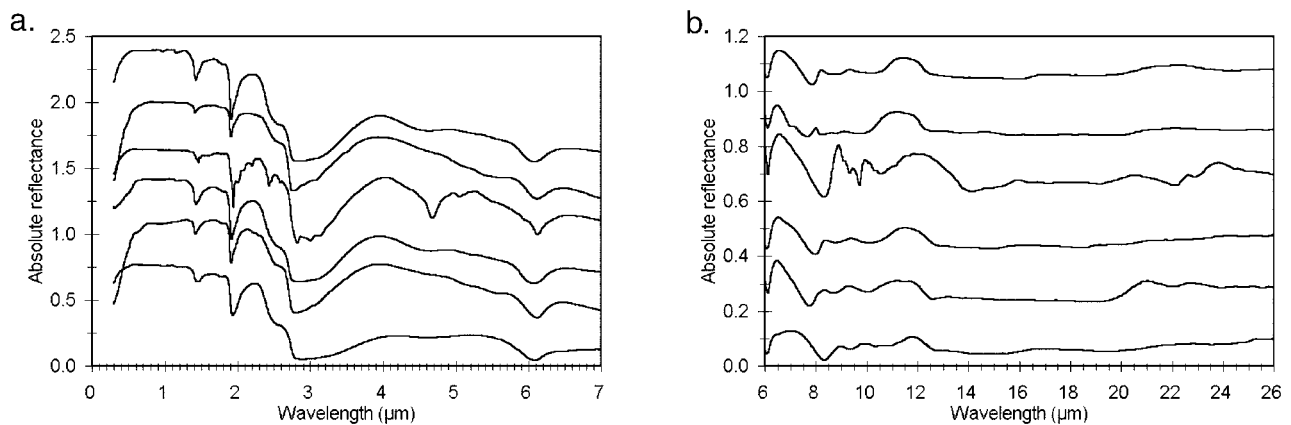 a.
2.5
2.0
1.5
1.0
0.5
0.0
Absolute reflectance
0 1 2 3 4 5 6 7
Wavelength (µm)
b.
1.2
1.0
0.8
0.6
0.4
0.2
0.0
Absolute reflectance
6 8 10 12 14 16 18 20 22 24 26
Wavelength (µm)